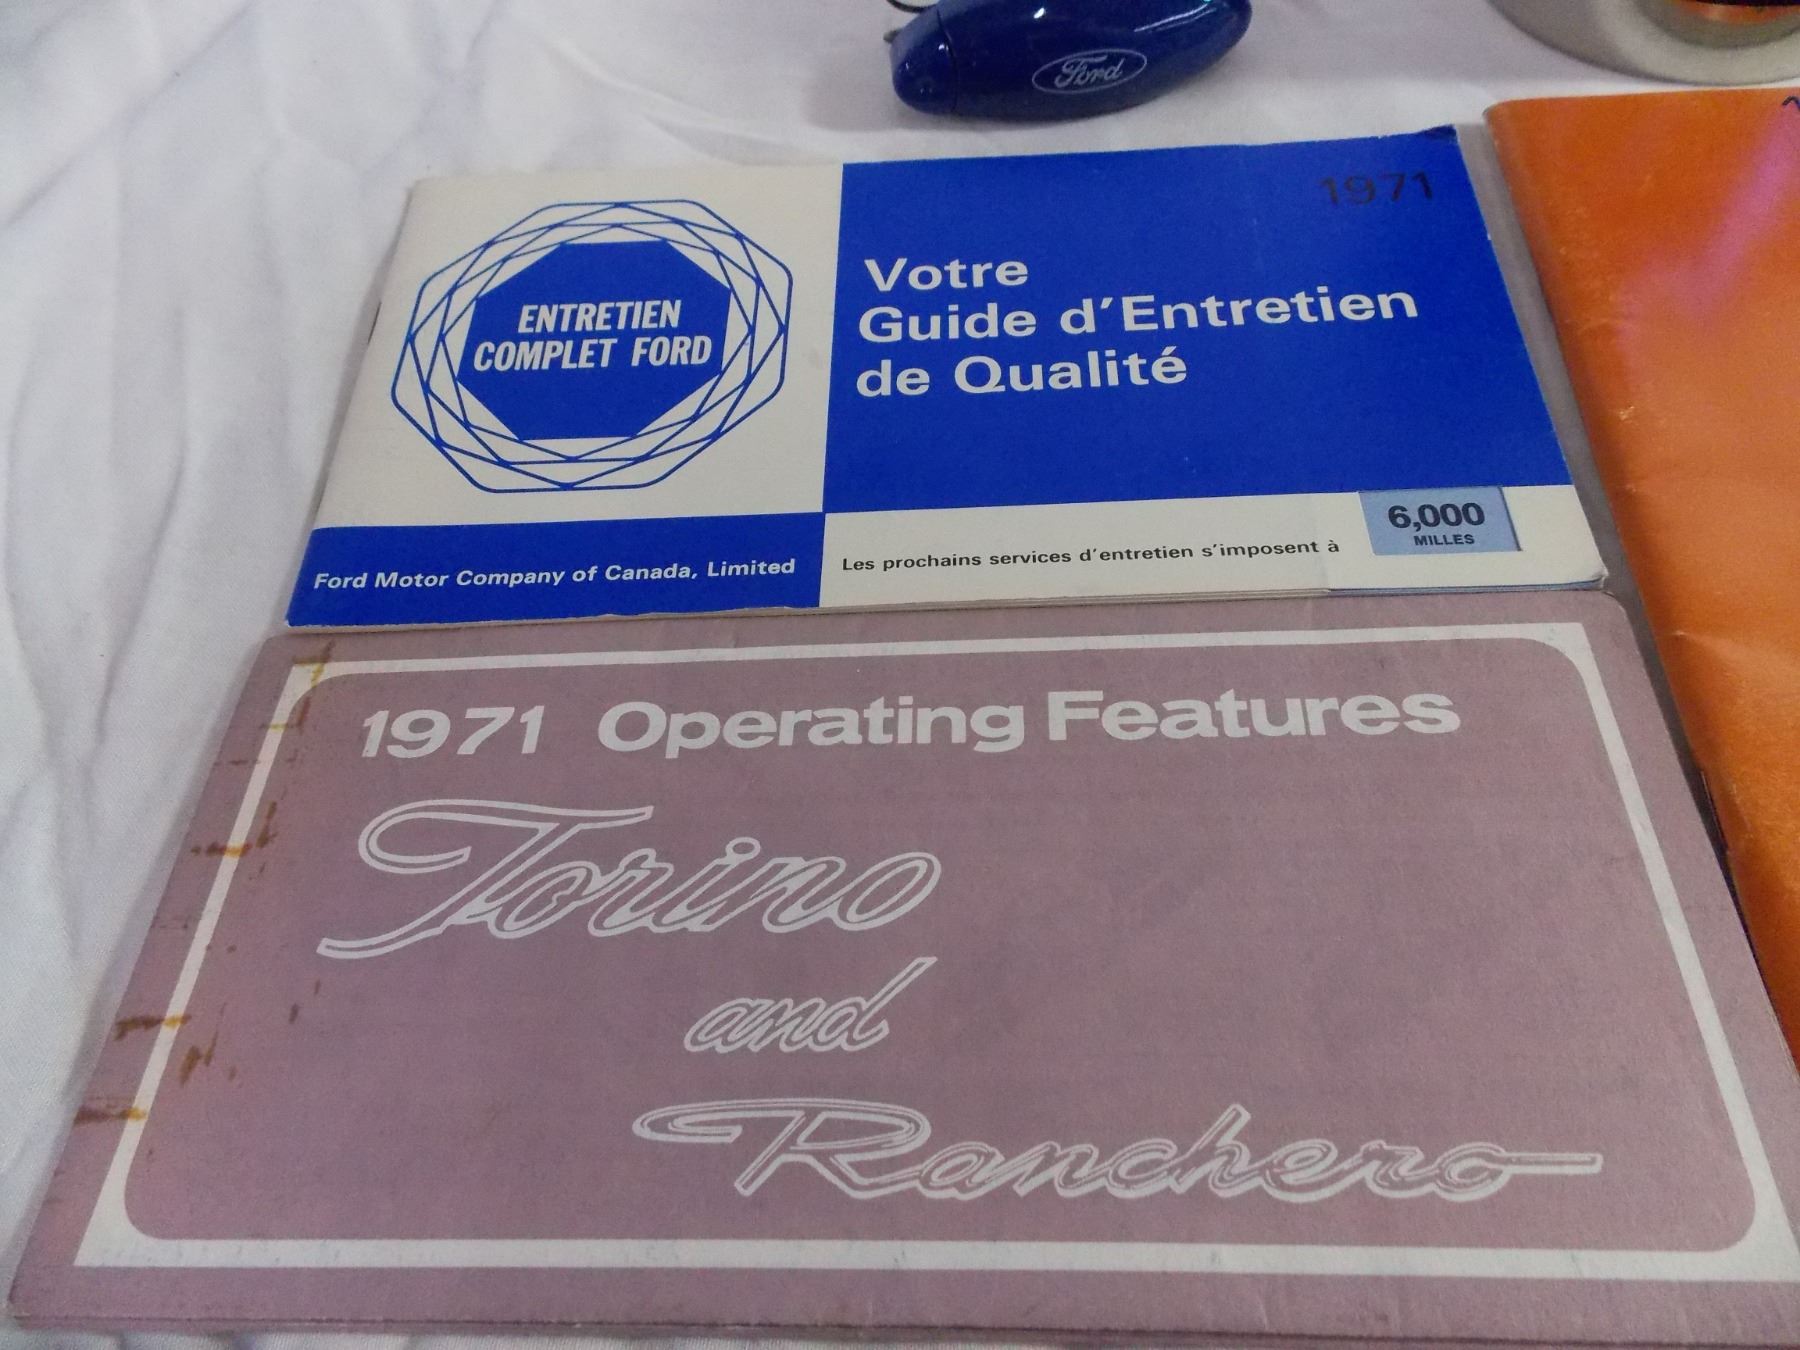 Ford
1971
Votre
Guide d'Entretien
de Qualité
ENTRETIEN
COMPLET FORD
Ford Motor Company of Canada, Limited
Les prochains services d'entretien s'imposent à
6,000
MILLES
1971 Operating Features
Torino
and
Ranchero